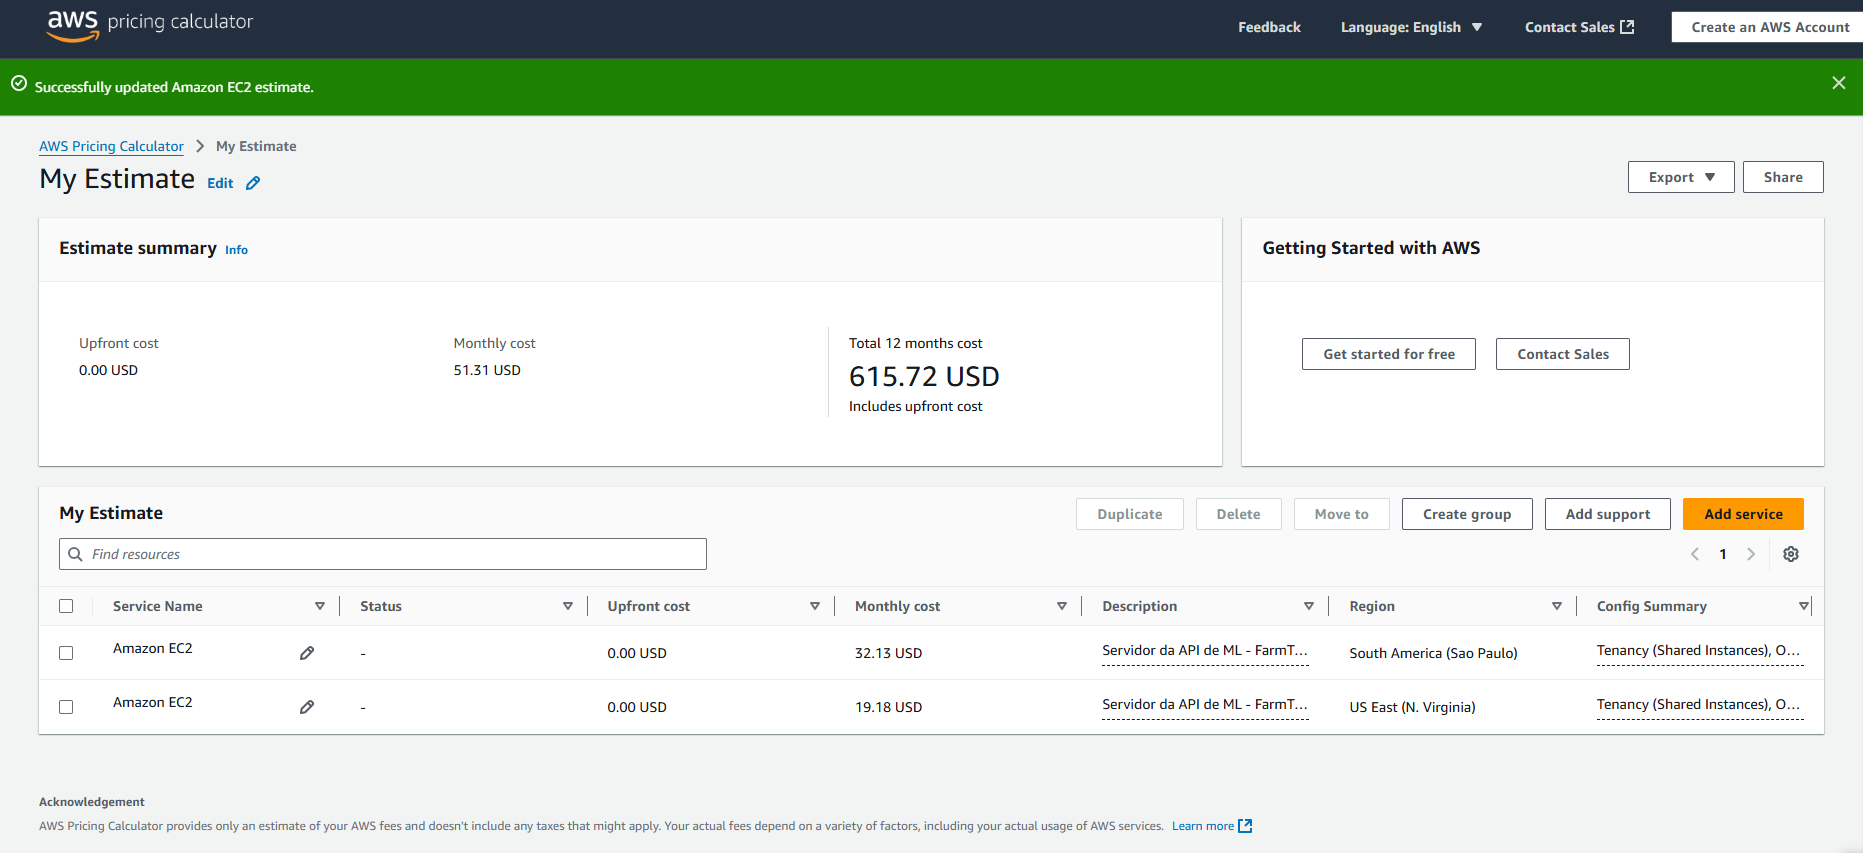 aws pricing calculator
Feedback
Language: English
Contact Sales
Create an AWS Account
Successfully updated Amazon EC2 estimate.
AWS Pricing Calculator
My Estimate
My Estimate
Edit
Export
Share
Estimate summary
Info
Getting Started with AWS
Upfront cost
0.00 USD
Monthly cost
51.31 USD
Total 12 months cost
615.72 USD
Includes upfront cost
Get started for free
Contact Sales
My Estimate
Duplicate
Delete
Move to
Create group
Add support
Add service
Find resources
1
Service Name
Status
Upfront cost
Monthly cost
Description
Region
Config Summary
Amazon EC2
-
0.00 USD
32.13 USD
Servidor da API de ML - FarmT...
South America (Sao Paulo)
Tenancy (Shared Instances), O...
Amazon EC2
-
0.00 USD
19.18 USD
Servidor da API de ML - FarmT...
US East (N. Virginia)
Tenancy (Shared Instances), O...
Acknowledgement
AWS Pricing Calculator provides only an estimate of your AWS fees and doesn't include any taxes that might apply. Your actual fees depend on a variety of factors, including your actual usage of AWS services. Learn more